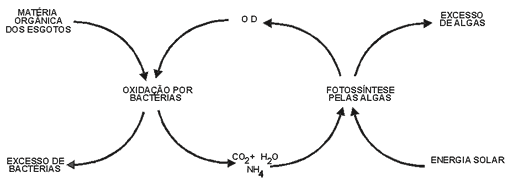 MATÉRIA
ORGÂNICA
DOS ESGOTOS
O D
EXCESSO
DE ALGAS
OXIDAÇÃO POR
BACTÉRIAS
FOTOSSÍNTESE
PELAS ALGAS
EXCESSO DE
BACTÉRIAS
CO2+ H2O
NH4
ENERGIA SOLAR